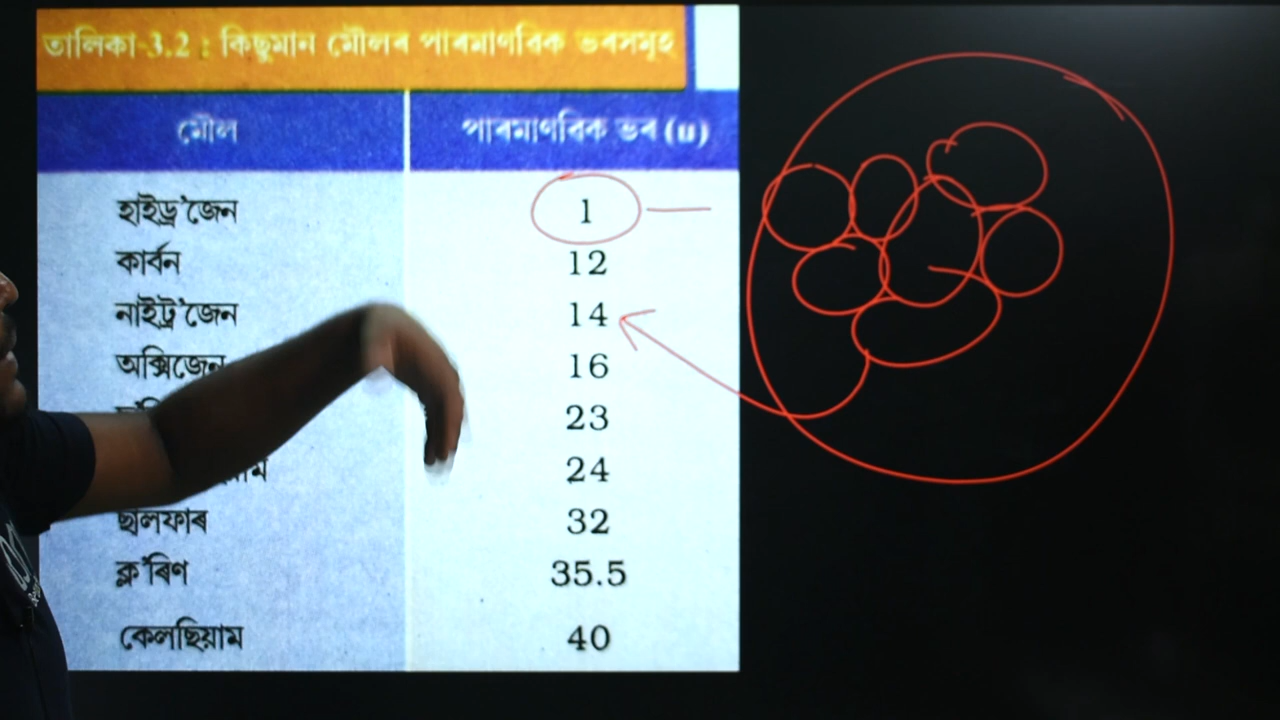 তালিকা-3.2 : কিছুমান মৌলৰ পাৰমাণৱিক ভৰসমূহ
মৌল পাৰমাণৱিক ভৰ (u)
হাইড্ৰ'জেন 1
কাৰ্বন 12
নাইট্ৰ'জেন 14
অক্সিজেন 16
23
24
ছালফাৰ 32
ক্ল'ৰিণ 35.5
কেলছিয়াম 40